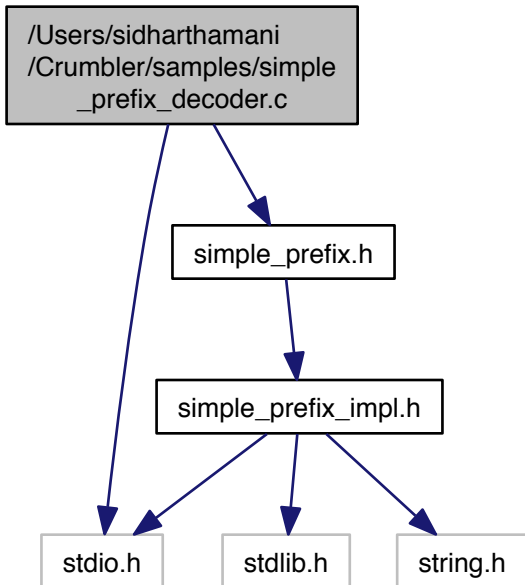 /Users/sidharthamani
/Crumbler/samples/simple
_prefix_decoder.c
simple_prefix.h
simple_prefix_impl.h
stdio.h
stdlib.h
string.h